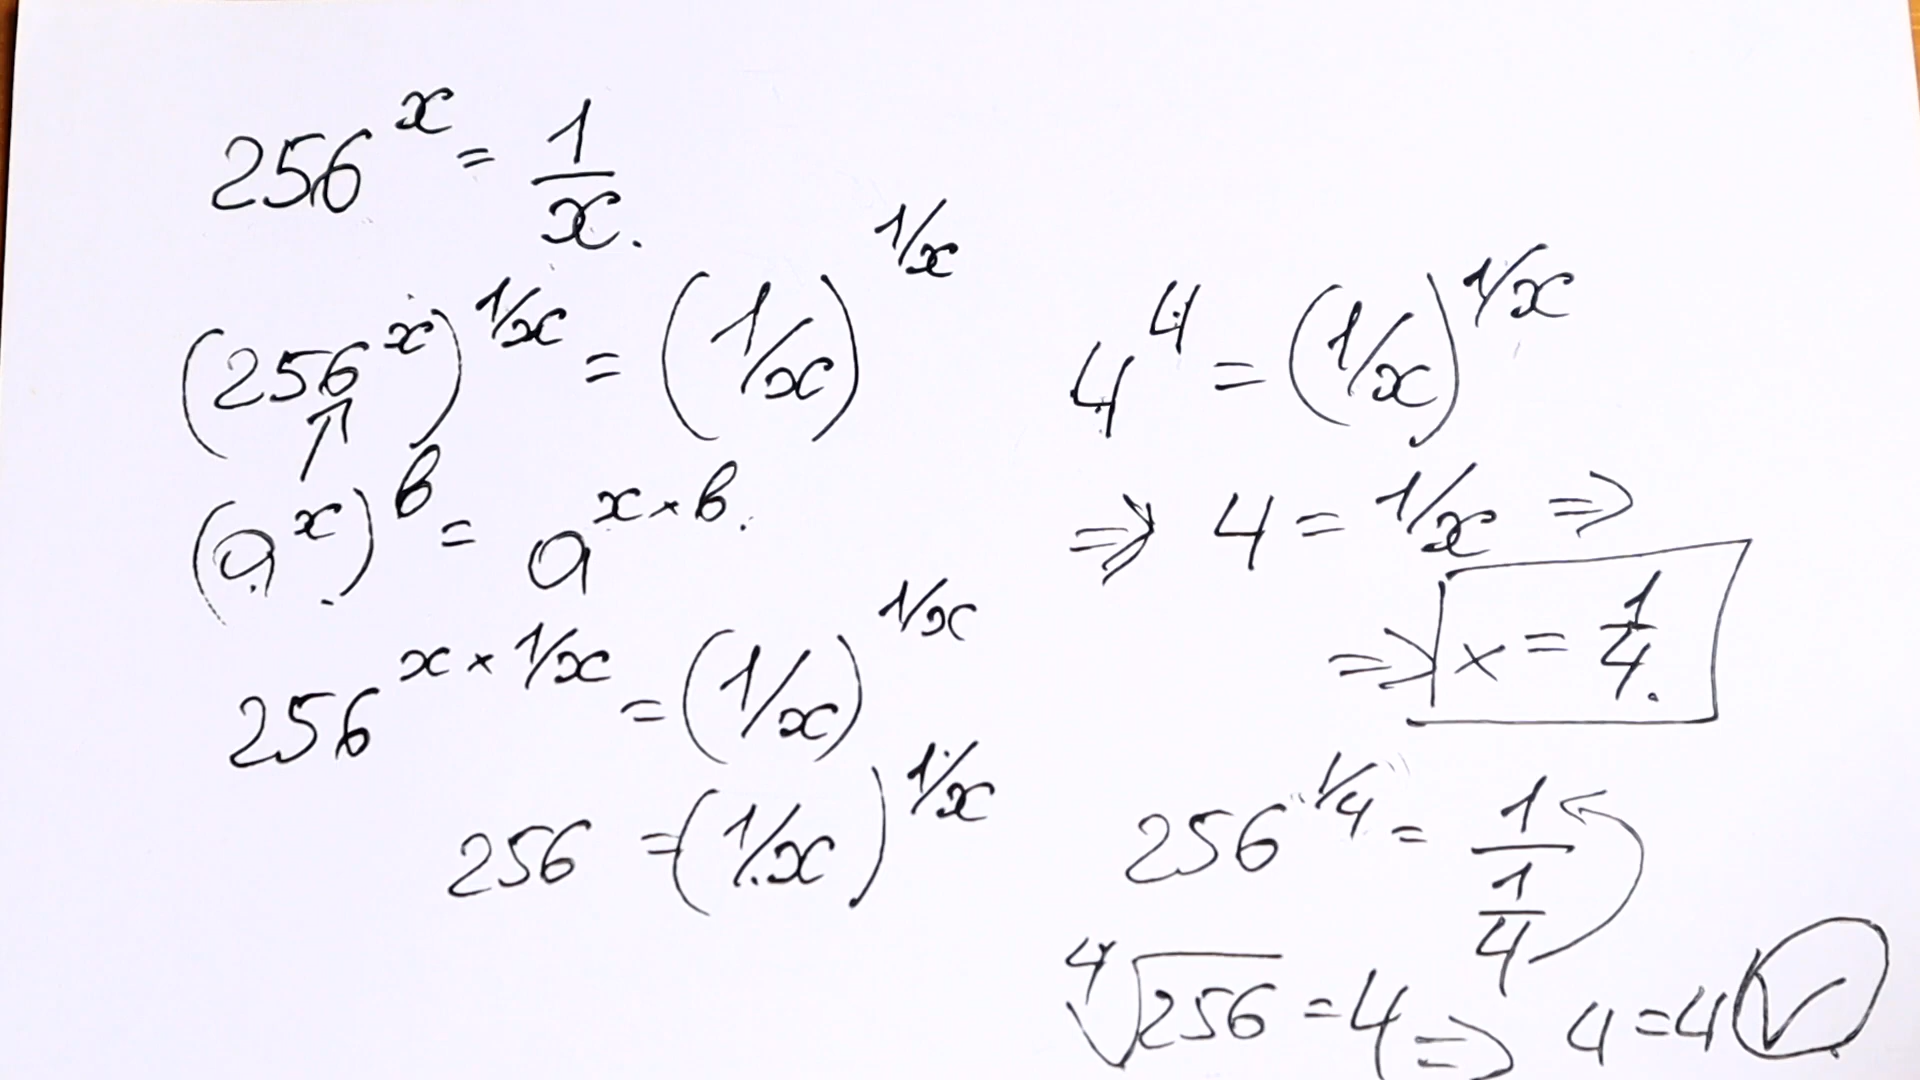 256^x = 1/x.
(256^x)^(1/x) = (1/x)^(1/x)
↑
(a^x)^b = a^(x × b).
256^(x × 1/x) = (1/x)^(1/x)
256 = (1/x)^(1/x)
4^4 = (1/x)^(1/x)
⇒ 4 = 1/x ⇒
⇒ x = 1/4.
256^(1/4) = 1/(1/4)
∜256 = 4 ⇒ 4 = 4 ✓